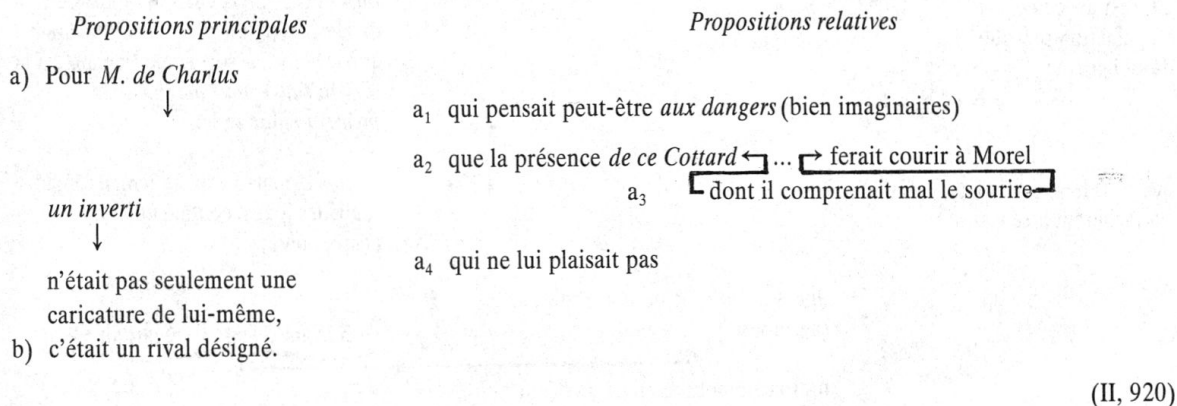 Propositions principales Propositions relatives
a) Pour M. de Charlus
a₁ qui pensait peut-être aux dangers (bien imaginaires)
a₂ que la présence de ce Cottard ... ferait courir à Morel
a₃ dont il comprenait mal le sourire
un inverti
a₄ qui ne lui plaisait pas
n'était pas seulement une
caricature de lui-même,
b) c'était un rival désigné.
(II, 920)